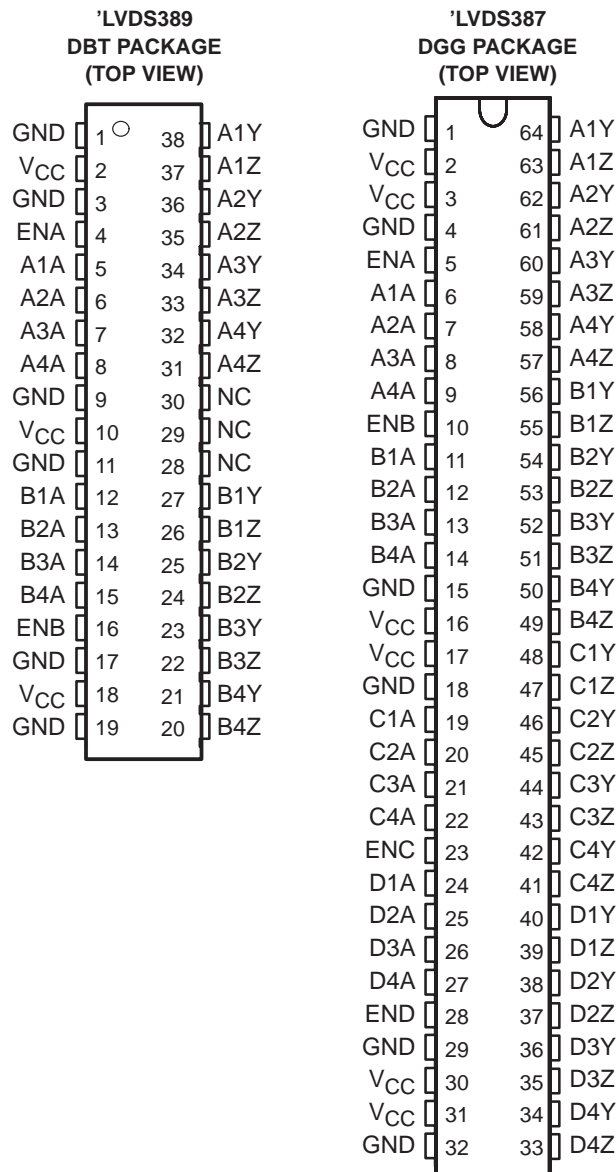 'LVDS389
DBT PACKAGE
(TOP VIEW)
GND 1 38 A1Y
VCC 2 37 A1Z
GND 3 36 A2Y
ENA 4 35 A2Z
A1A 5 34 A3Y
A2A 6 33 A3Z
A3A 7 32 A4Y
A4A 8 31 A4Z
GND 9 30 NC
VCC 10 29 NC
GND 11 28 NC
B1A 12 27 B1Y
B2A 13 26 B1Z
B3A 14 25 B2Y
B4A 15 24 B2Z
ENB 16 23 B3Y
GND 17 22 B3Z
VCC 18 21 B4Y
GND 19 20 B4Z
'LVDS387
DGG PACKAGE
(TOP VIEW)
GND 1 64 A1Y
VCC 2 63 A1Z
VCC 3 62 A2Y
GND 4 61 A2Z
ENA 5 60 A3Y
A1A 6 59 A3Z
A2A 7 58 A4Y
A3A 8 57 A4Z
A4A 9 56 B1Y
ENB 10 55 B1Z
B1A 11 54 B2Y
B2A 12 53 B2Z
B3A 13 52 B3Y
B4A 14 51 B3Z
GND 15 50 B4Y
VCC 16 49 B4Z
VCC 17 48 C1Y
GND 18 47 C1Z
C1A 19 46 C2Y
C2A 20 45 C2Z
C3A 21 44 C3Y
C4A 22 43 C3Z
ENC 23 42 C4Y
D1A 24 41 C4Z
D2A 25 40 D1Y
D3A 26 39 D1Z
D4A 27 38 D2Y
END 28 37 D2Z
GND 29 36 D3Y
VCC 30 35 D3Z
VCC 31 34 D4Y
GND 32 33 D4Z